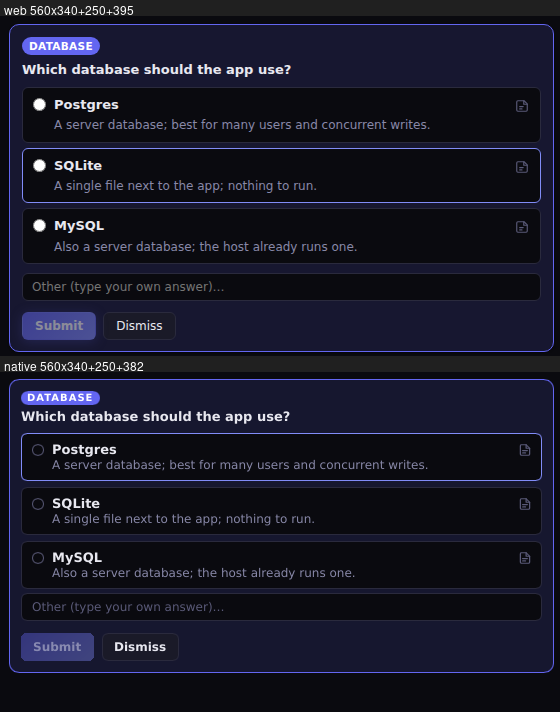 web 560x340+250+395
DATABASE
Which database should the app use?
Postgres
A server database; best for many users and concurrent writes.
SQLite
A single file next to the app; nothing to run.
MySQL
Also a server database; the host already runs one.
Other (type your own answer)...
Submit
Dismiss
native 560x340+250+382
DATABASE
Which database should the app use?
Postgres
A server database; best for many users and concurrent writes.
SQLite
A single file next to the app; nothing to run.
MySQL
Also a server database; the host already runs one.
Other (type your own answer)...
Submit
Dismiss